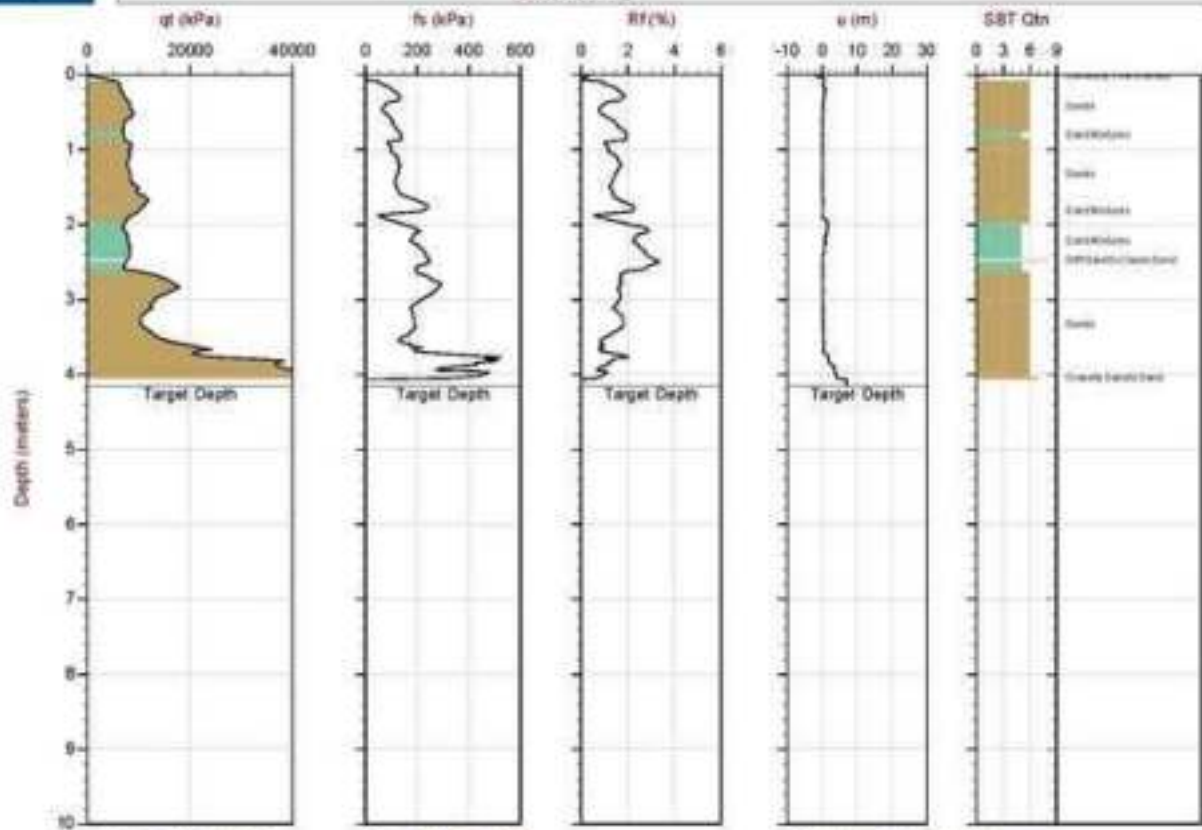 qt (kPa) fs (kPa) Rf (%) u (m) SBT Qtn
0 20000 40000 0 200 400 600 0 2 4 6 -10 0 10 20 30 0 3 6 9
0
Sands
Sand Mixtures
1
Sands
Sand Mixtures
2
Sand Mixtures
3
Sands
4
Target Depth Target Depth Target Depth Target Depth
5
Depth (meters)
6
7
8
9
10